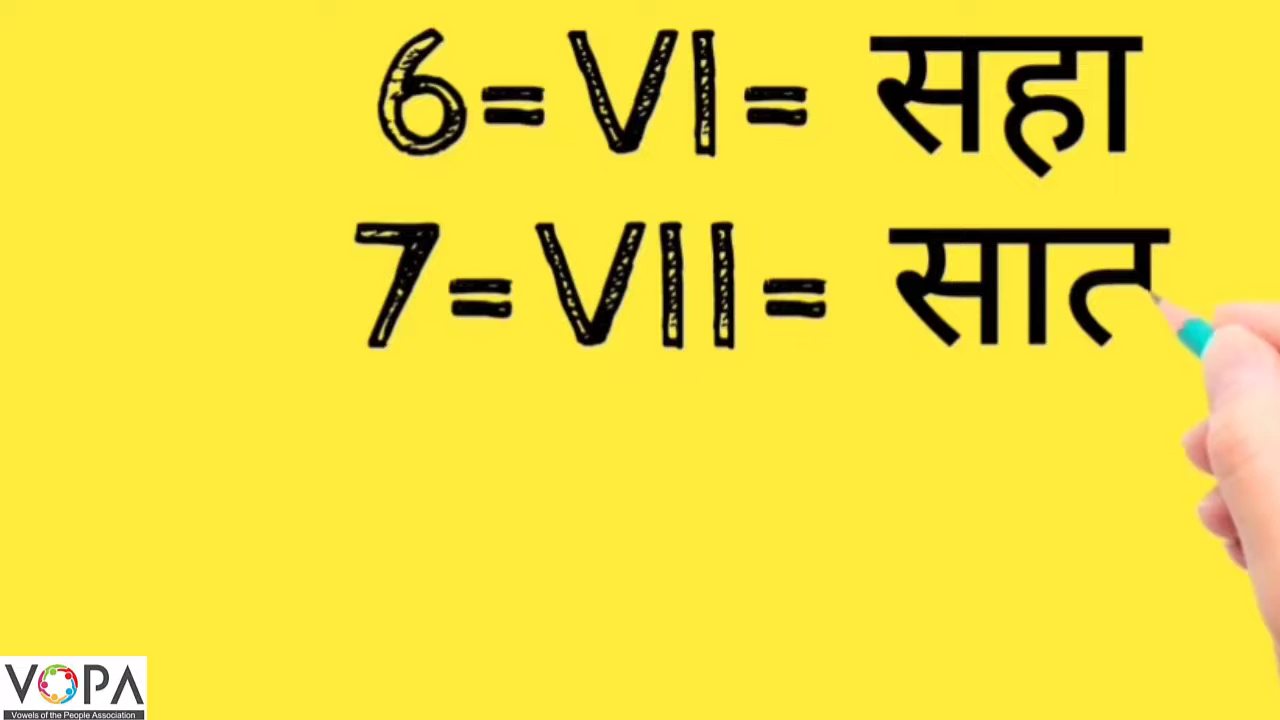 6=VI= सहा
7=VII= सात
VOPA
Vowels of the People Association